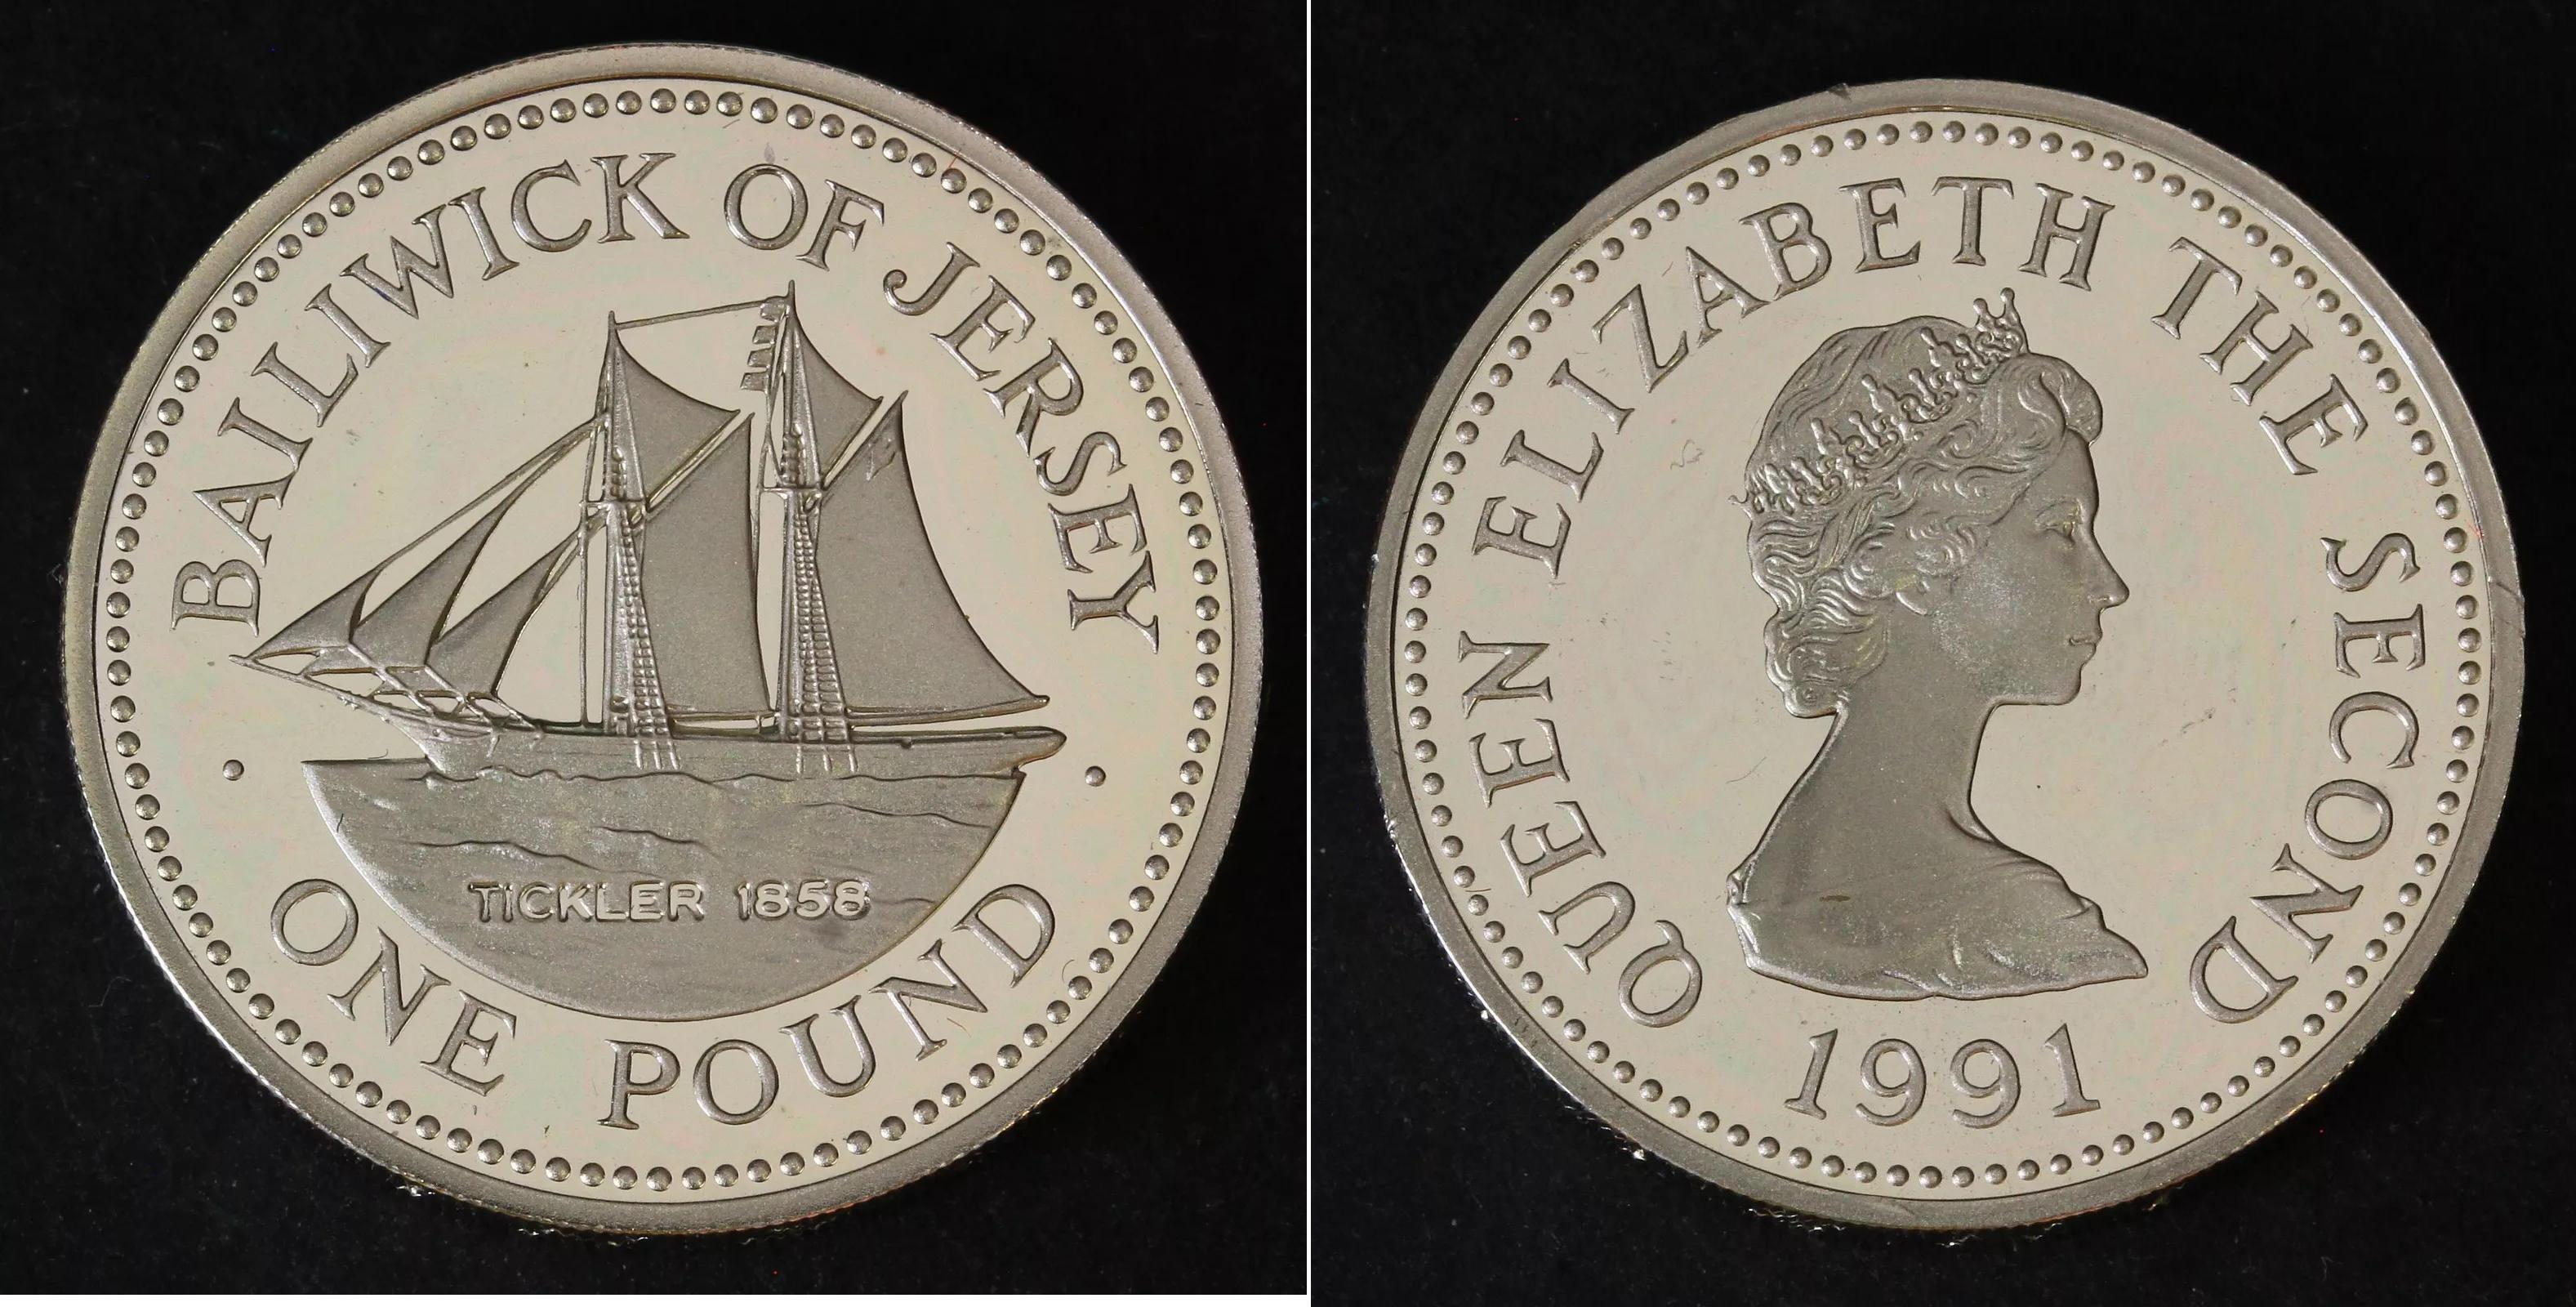 BAILIWICK OF JERSEY
TICKLER 1858
ONE POUND
QUEEN ELIZABETH THE SECOND
1991